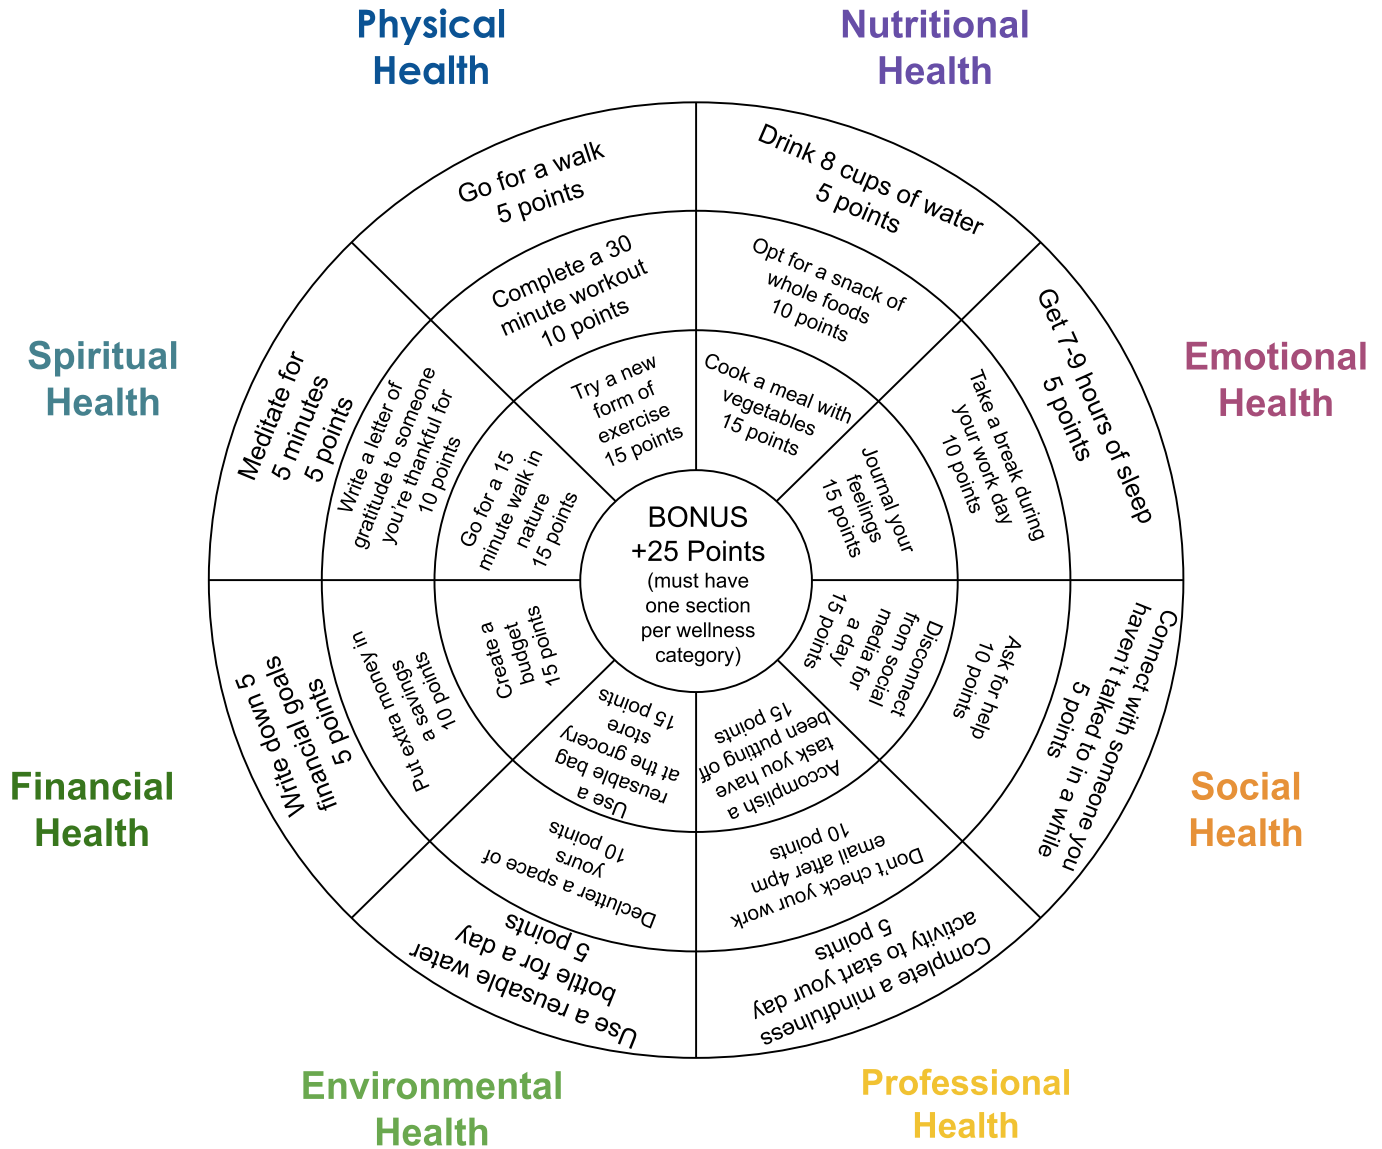 Physical
Health
Nutritional
Health
Emotional
Health
Social
Health
Professional
Health
Environmental
Health
Financial
Health
Spiritual
Health
Go for a walk
5 points
Complete a 30
minute workout
10 points
Try a new
form of
exercise
15 points
Drink 8 cups of water
5 points
Opt for a snack of
whole foods
10 points
Cook a meal with
vegetables
15 points
Get 7-9 hours of sleep
5 points
Take a break during
your work day
10 points
Journal your
feelings
15 points
Connect with someone you
haven't talked to in a while
5 points
Ask for help
10 points
Disconnect
from social
media for
a day
15 points
Complete a mindfulness
activity to start your day
5 points
Don't check your work
email after 4pm
10 points
Accomplish a
task you have
been putting off
15 points
Use a reusable water
bottle for a day
5 points
Declutter a space of
yours
10 points
Use a
reusable bag
at the grocery
store
15 points
Write down 5
financial goals
5 points
Put extra money in
a savings
10 points
Create a
budget
15 points
Meditate for
5 minutes
5 points
Write a letter of
gratitude to someone
you're thankful for
10 points
Go for a 15
minute walk in
nature
15 points
BONUS
+25 Points
(must have
one section
per wellness
category)